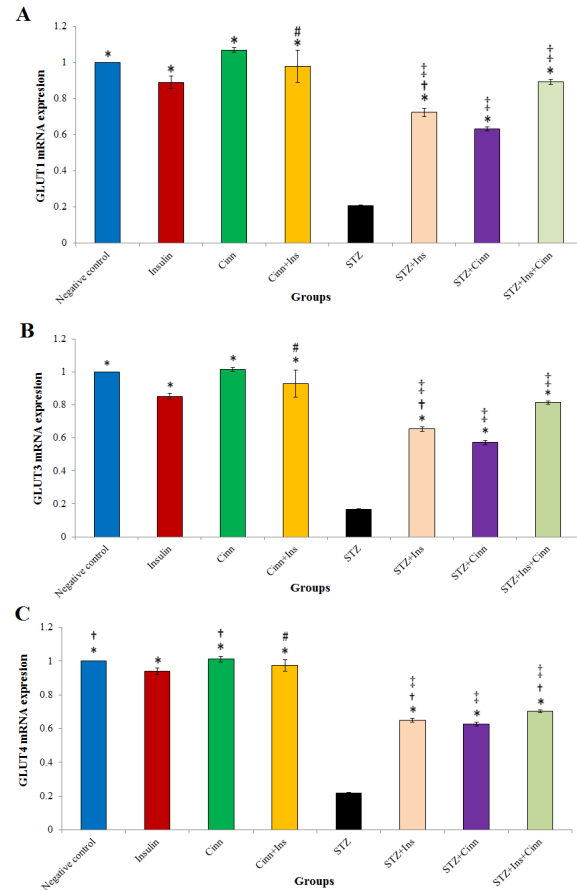 A
GLUT1 mRNA expresion
1.2
1
0.8
0.6
0.4
0.2
0
*
*
*
#
*
‡
‡
†
*
‡
‡
*
‡
‡
*
Negative control
Insulin
Cinn
Cinn+Ins
STZ
STZ+Ins
STZ+Cinn
STZ+Ins+Cinn
Groups
B
GLUT3 mRNA expresion
1.2
1
0.8
0.6
0.4
0.2
0
*
*
*
#
*
‡
‡
†
*
‡
‡
*
‡
‡
*
Negative control
Insulin
Cinn
Cinn+Ins
STZ
STZ+Ins
STZ+Cinn
STZ+Ins+Cinn
Groups
C
GLUT4 mRNA expresion
1.2
1
0.8
0.6
0.4
0.2
0
†
*
*
†
*
#
*
‡
‡
†
*
‡
‡
*
‡
‡
†
*
Negative control
Insulin
Cinn
Cinn+Ins
STZ
STZ+Ins
STZ+Cinn
STZ+Ins+Cinn
Groups